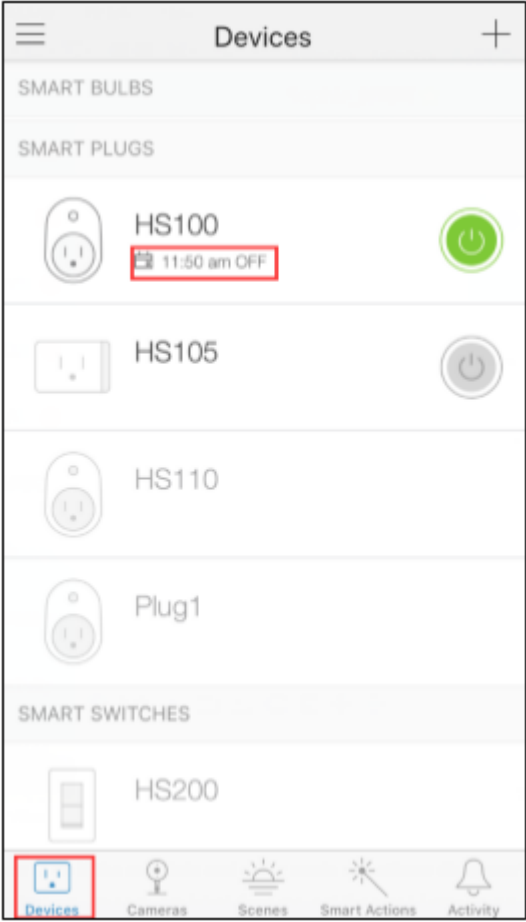 Devices
SMART BULBS
SMART PLUGS
HS100
11:50 am OFF
HS105
HS110
Plug1
SMART SWITCHES
HS200
Devices Cameras Scenes Smart Actions Activity